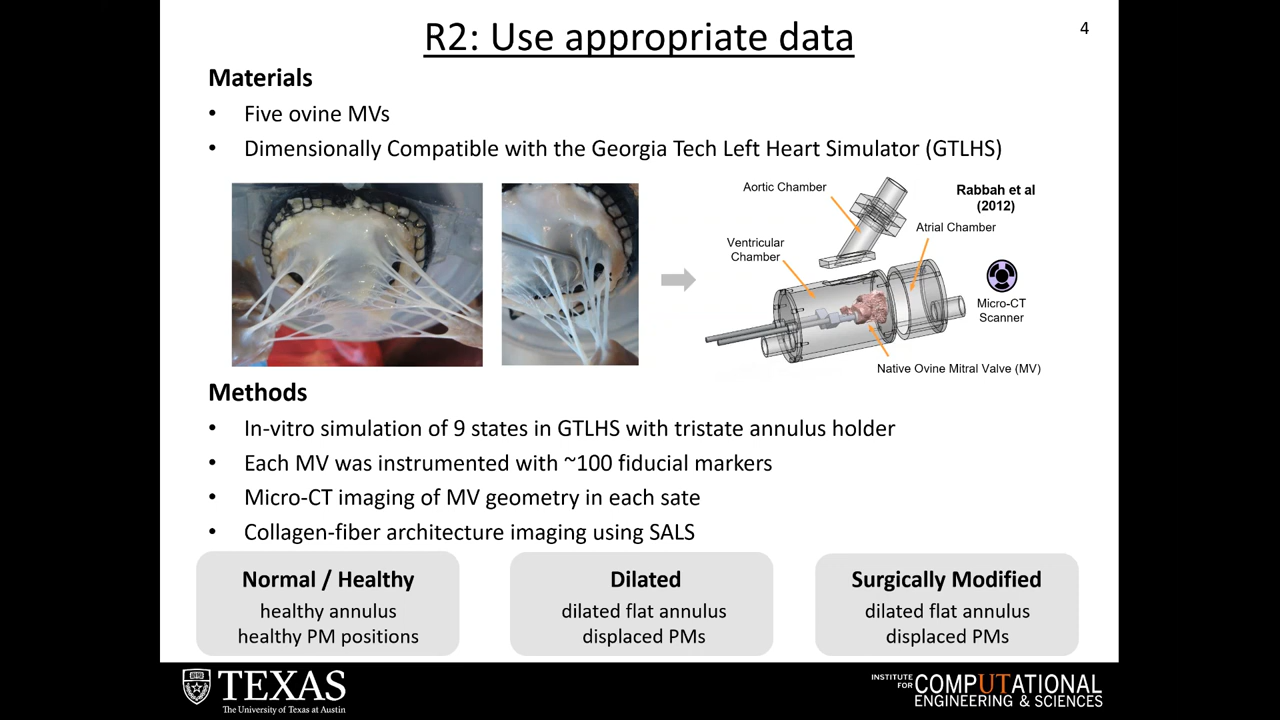 R2: Use appropriate data
4
Materials
• Five ovine MVs
• Dimensionally Compatible with the Georgia Tech Left Heart Simulator (GTLHS)
Aortic Chamber
Rabbah et al
(2012)
Atrial Chamber
Ventricular
Chamber
Micro-CT
Scanner
Native Ovine Mitral Valve (MV)
Methods
• In-vitro simulation of 9 states in GTLHS with tristate annulus holder
• Each MV was instrumented with ~100 fiducial markers
• Micro-CT imaging of MV geometry in each sate
• Collagen-fiber architecture imaging using SALS
Normal / Healthy
healthy annulus
healthy PM positions
Dilated
dilated flat annulus
displaced PMs
Surgically Modified
dilated flat annulus
displaced PMs
TEXAS
The University of Texas at Austin
INSTITUTE
FOR
COMPUTATIONAL
ENGINEERING & SCIENCES